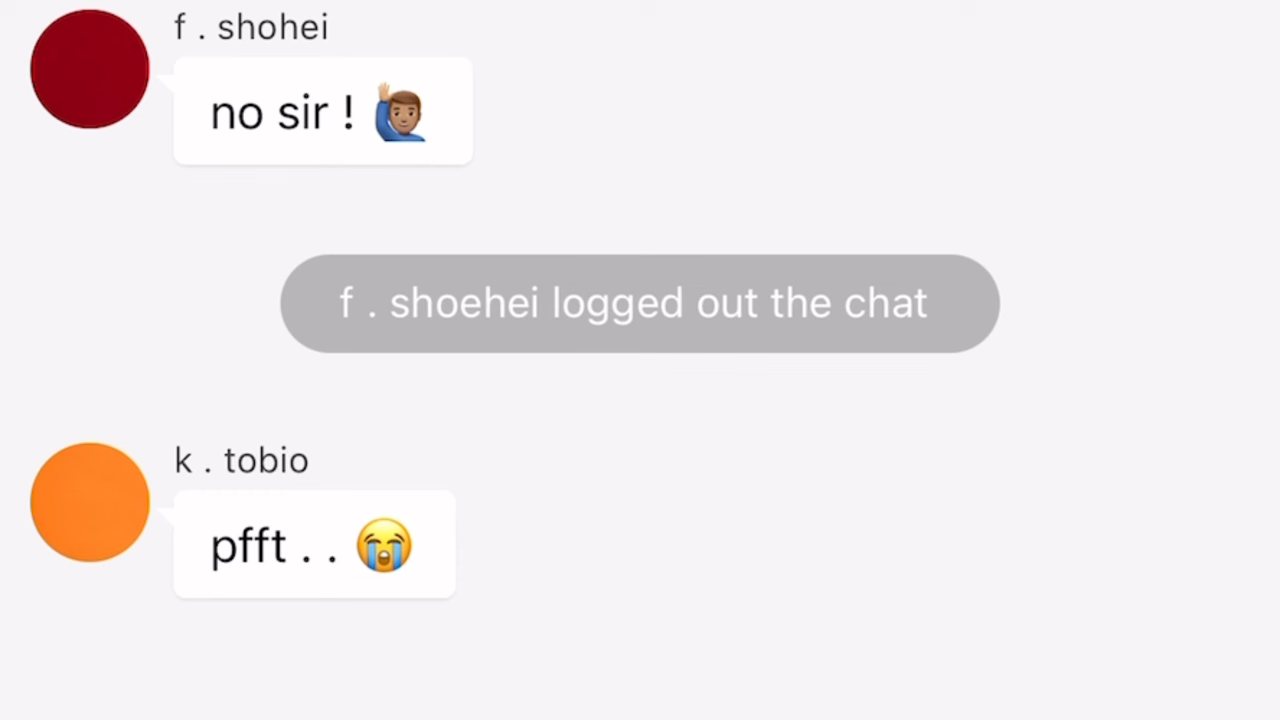 f . shohei
no sir ! 🙋🏽‍♂️
f . shoehei logged out the chat
k . tobio
pfft . . 😭